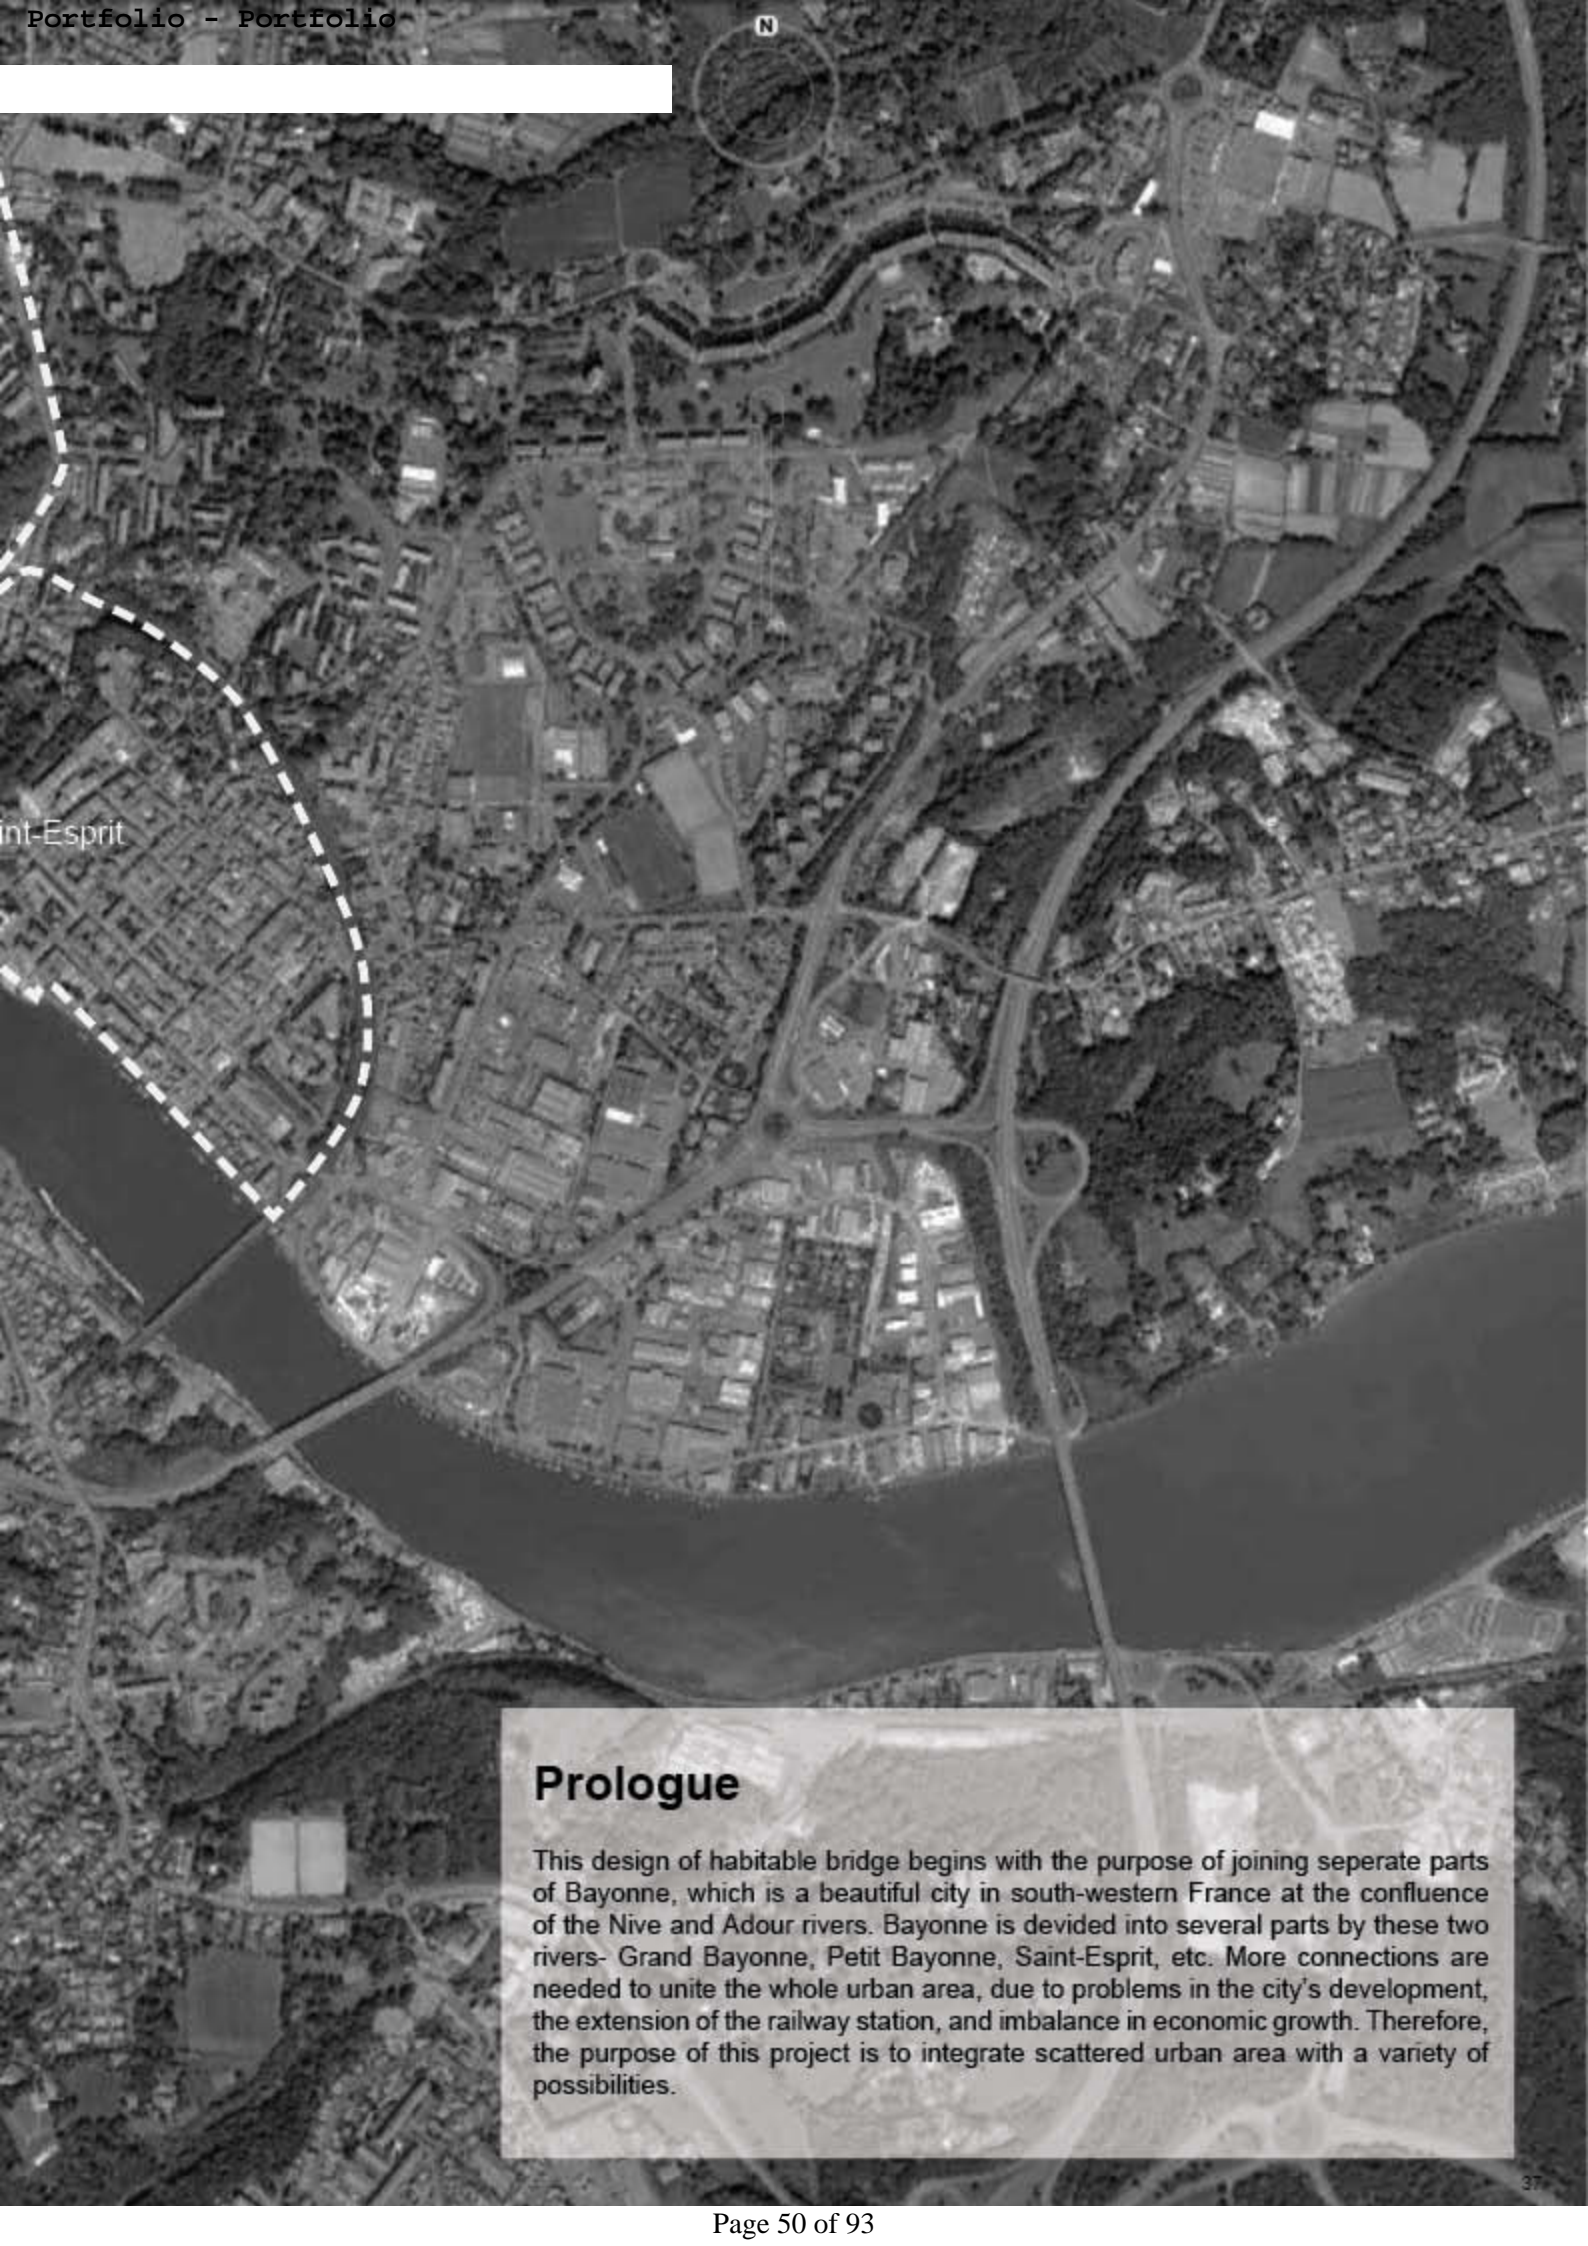 Portfolio - Portfolio
N
int-Esprit
Prologue
This design of habitable bridge begins with the purpose of joining seperate parts
of Bayonne, which is a beautiful city in south-western France at the confluence
of the Nive and Adour rivers. Bayonne is devided into several parts by these two
rivers- Grand Bayonne, Petit Bayonne, Saint-Esprit, etc. More connections are
needed to unite the whole urban area, due to problems in the city's development,
the extension of the railway station, and imbalance in economic growth. Therefore,
the purpose of this project is to integrate scattered urban area with a variety of
possibilities.
37
Page 50 of 93